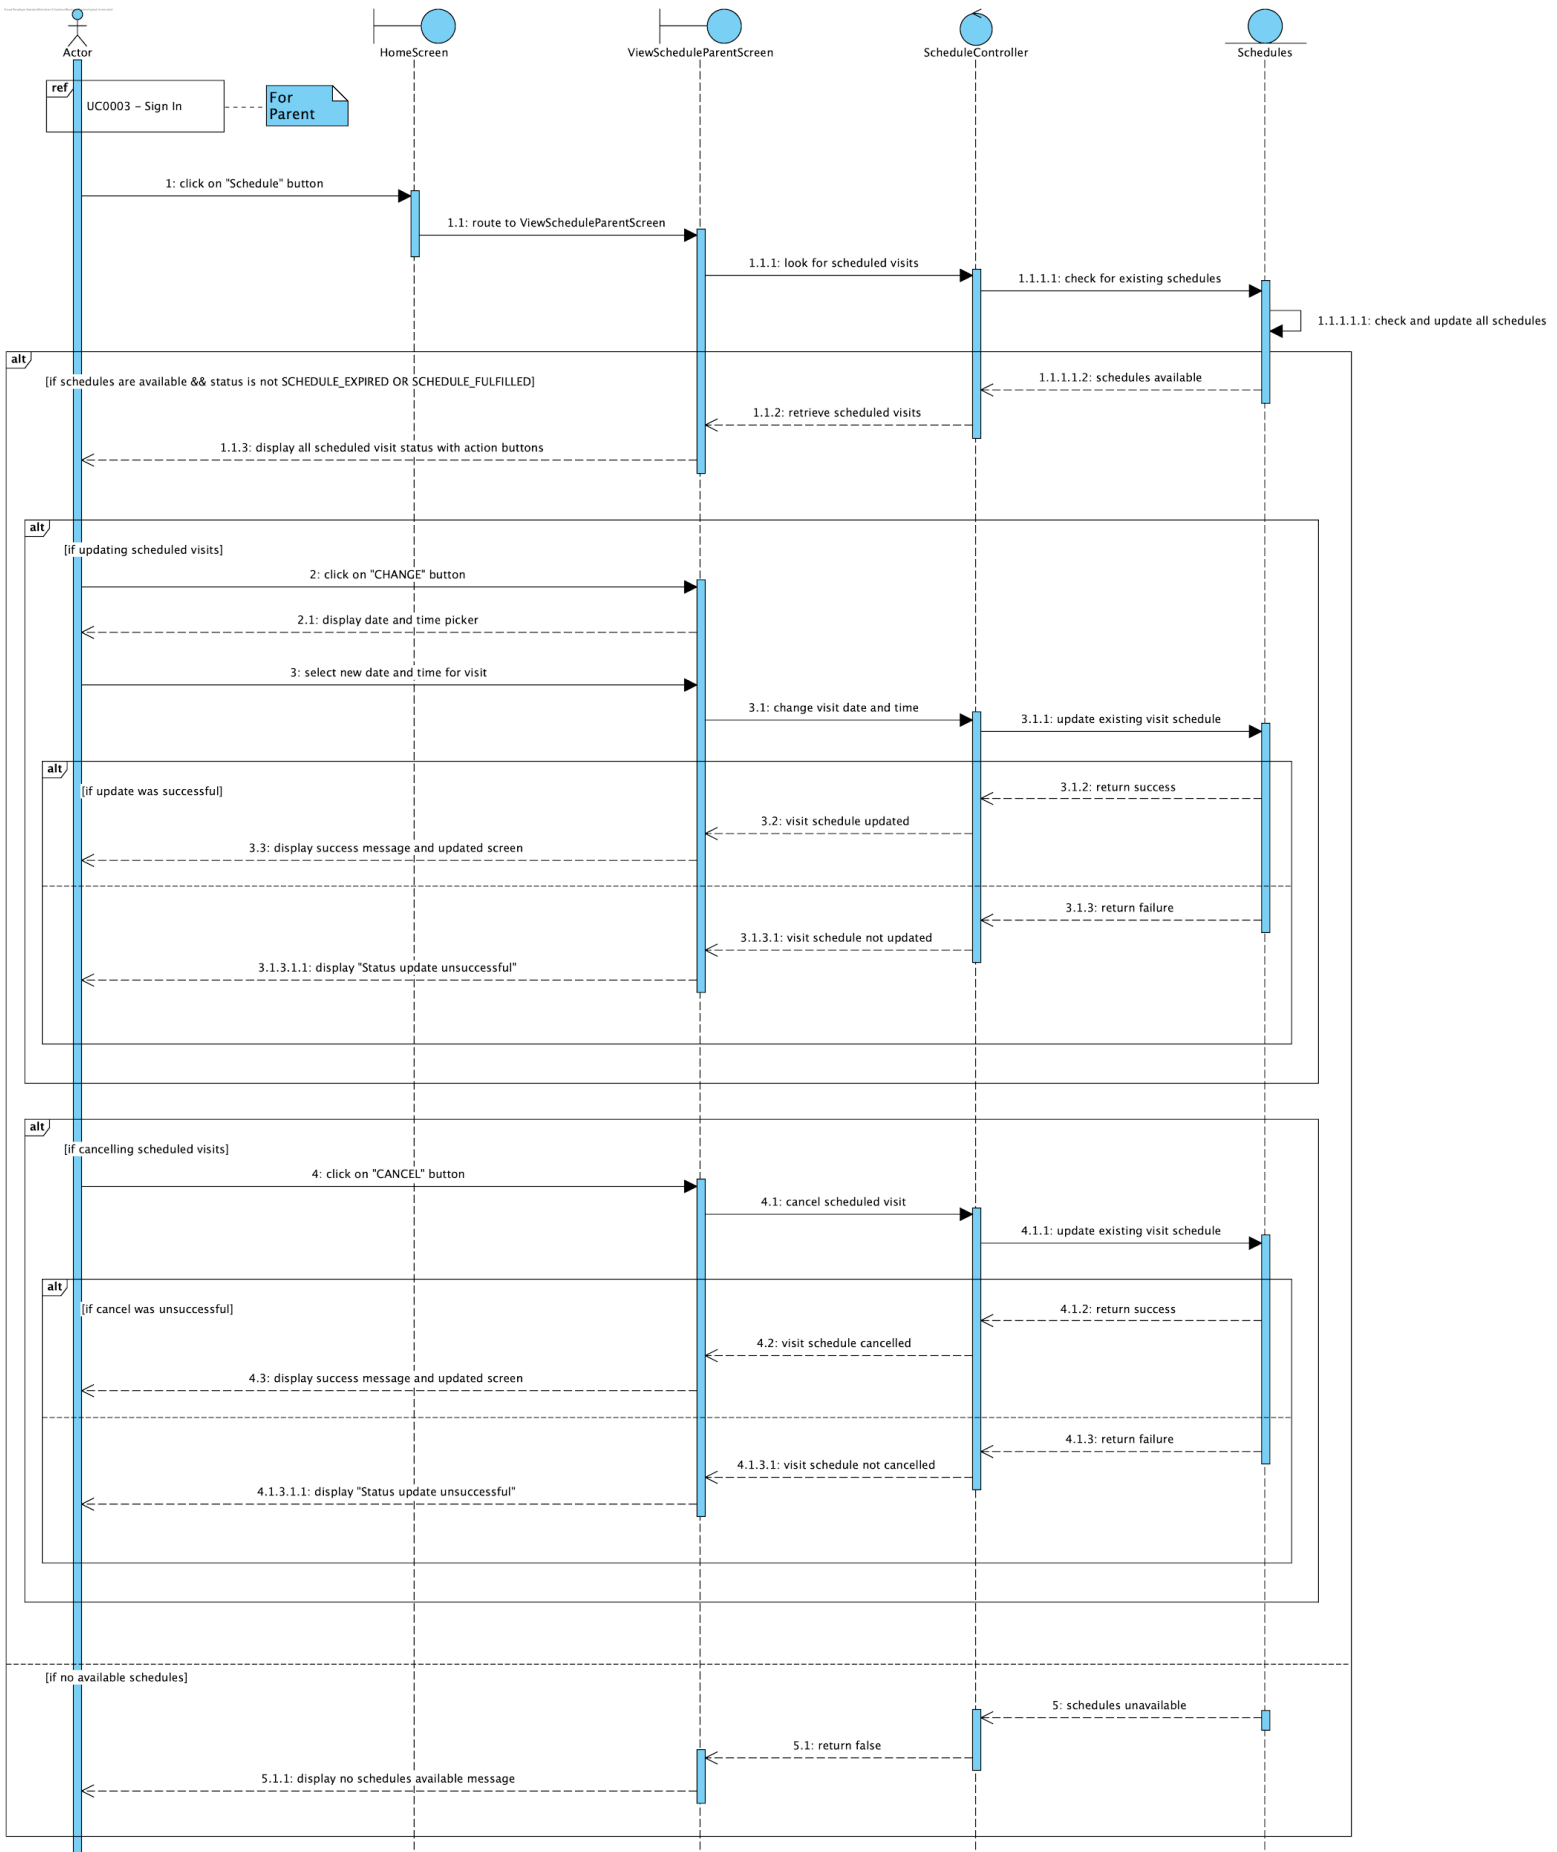 Actor
HomeScreen
ViewScheduleParentScreen
ScheduleController
Schedules
ref
UC0003 - Sign In
For
Parent
1: click on "Schedule" button
1.1: route to ViewScheduleParentScreen
1.1.1: look for scheduled visits
1.1.1.1: check for existing schedules
1.1.1.1.1: check and update all schedules
alt
[if schedules are available && status is not SCHEDULE_EXPIRED OR SCHEDULE_FULFILLED]
1.1.1.1.2: schedules available
1.1.2: retrieve scheduled visits
1.1.3: display all scheduled visit status with action buttons
alt
[if updating scheduled visits]
2: click on "CHANGE" button
2.1: display date and time picker
3: select new date and time for visit
3.1: change visit date and time
3.1.1: update existing visit schedule
alt
[if update was successful]
3.1.2: return success
3.2: visit schedule updated
3.3: display success message and updated screen
3.1.3: return failure
3.1.3.1: visit schedule not updated
3.1.3.1.1: display "Status update unsuccessful"
alt
[if cancelling scheduled visits]
4: click on "CANCEL" button
4.1: cancel scheduled visit
4.1.1: update existing visit schedule
alt
[if cancel was unsuccessful]
4.1.2: return success
4.2: visit schedule cancelled
4.3: display success message and updated screen
4.1.3: return failure
4.1.3.1: visit schedule not cancelled
4.1.3.1.1: display "Status update unsuccessful"
[if no available schedules]
5: schedules unavailable
5.1: return false
5.1.1: display no schedules available message